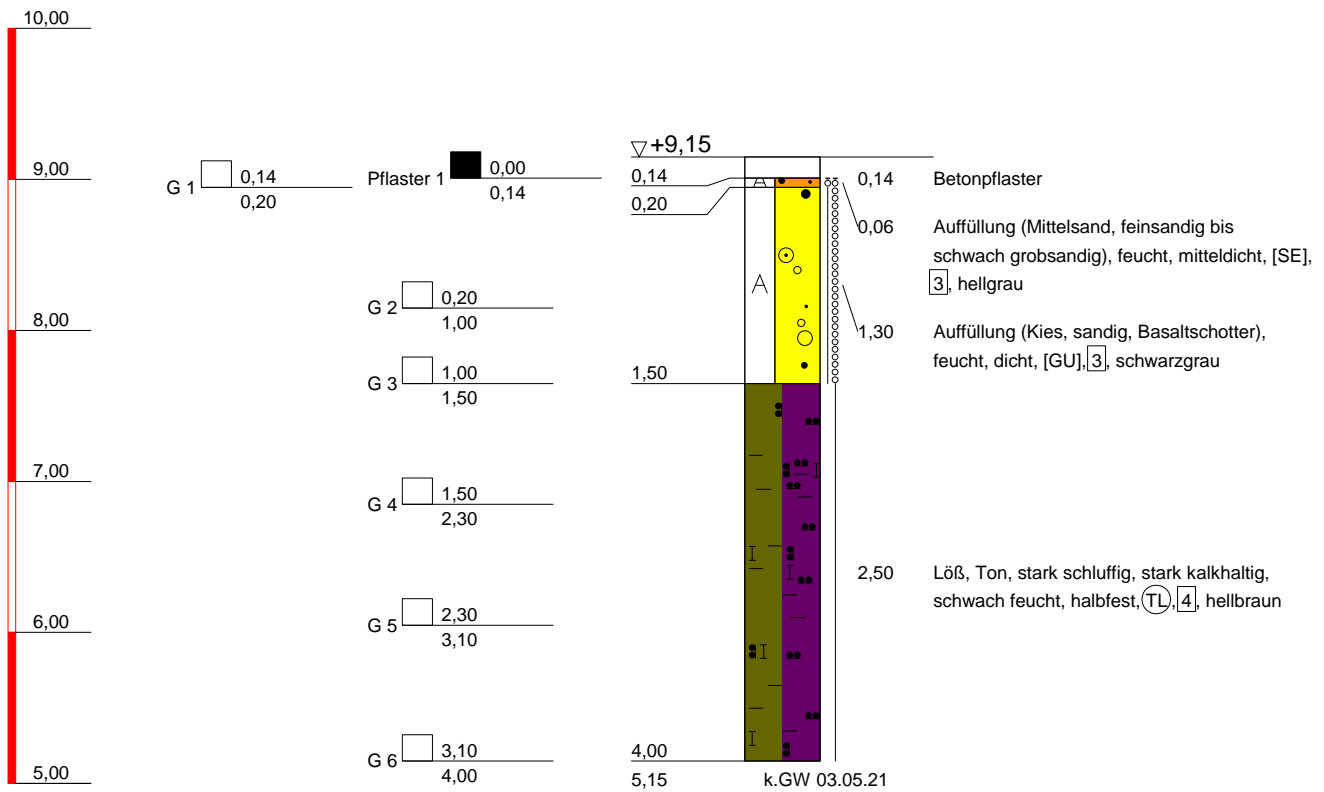 10,00
9,00
8,00
7,00
6,00
5,00
G 1 0,14
0,20
Pflaster 1 0,00
0,14
G 2 0,20
1,00
G 3 1,00
1,50
G 4 1,50
2,30
G 5 2,30
3,10
G 6 3,10
4,00
+9,15
0,14
0,20
1,50
4,00
5,15
A
A
k.GW 03.05.21
0,14 Betonpflaster
0,06 Auffüllung (Mittelsand, feinsandig bis
schwach grobsandig), feucht, mitteldicht, [SE],
3, hellgrau
1,30 Auffüllung (Kies, sandig, Basaltschotter),
feucht, dicht, [GU], 3, schwarzgrau
2,50 Löß, Ton, stark schluffig, stark kalkhaltig,
schwach feucht, halbfest, TL, 4, hellbraun